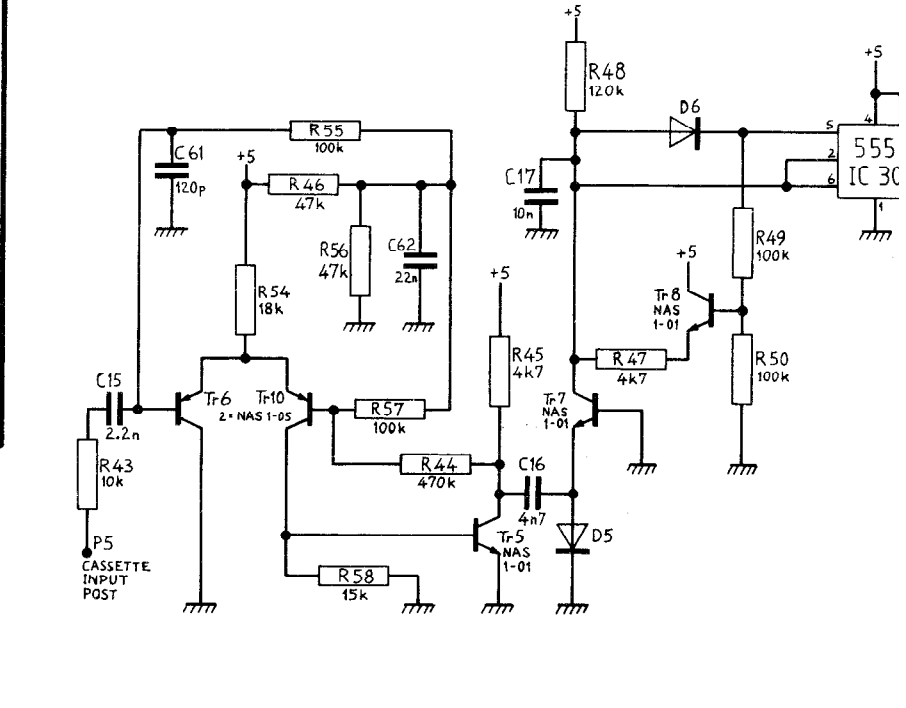 +5
R48
120k
+5
D6
5
4
555
2
IC 30
6
1
R55
100k
C61
120p
+5
R46
47k
C17
10n
R56
47k
C62
22n
R49
100k
+5
+5
Tr8
NAS
1-01
R54
18k
R45
4k7
R47
4k7
R50
100k
C15
2.2n
Tr6
Tr10
2× NAS 1-05
R57
100k
Tr7
NAS
1-01
R43
10k
R44
470k
C16
4n7
P5
CASSETTE
INPUT
POST
Tr5
NAS
1-01
D5
R58
15k